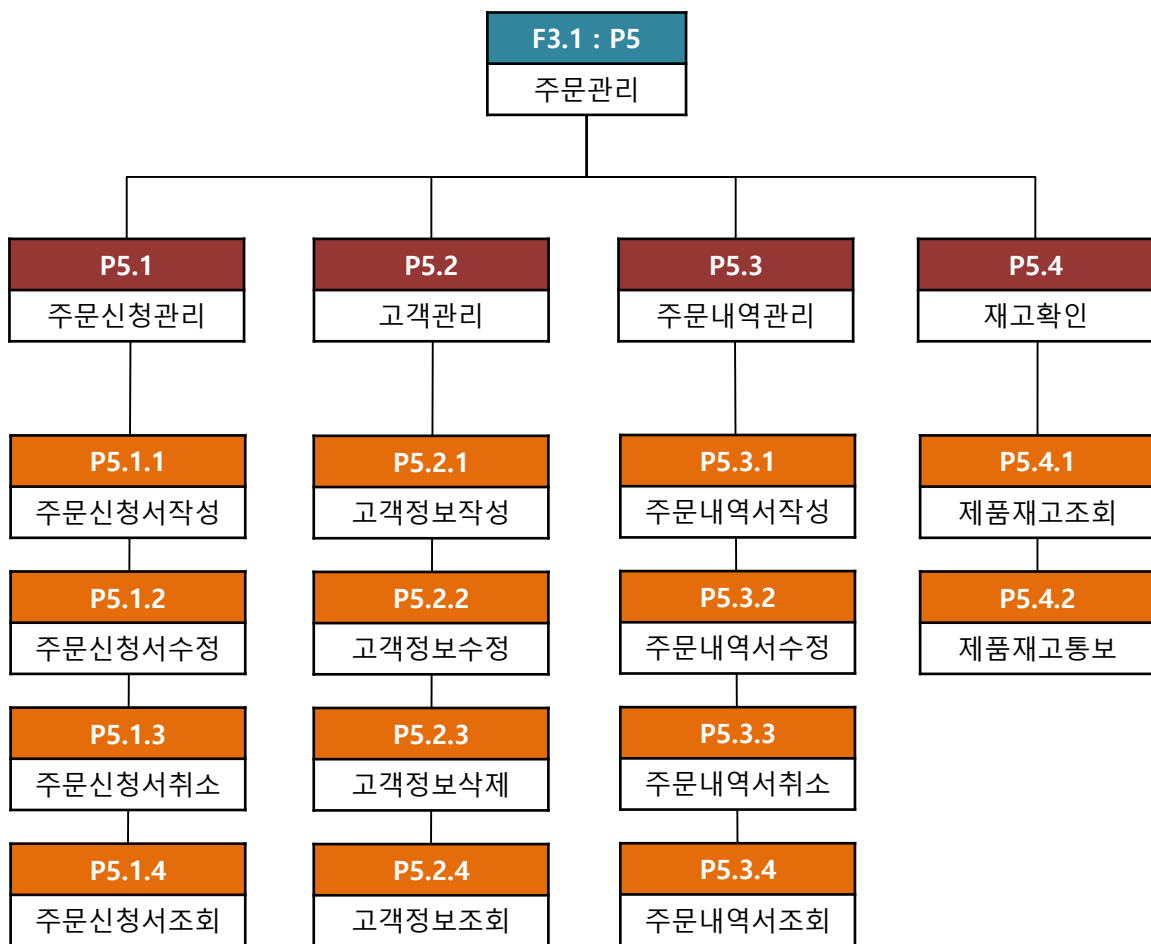 F3.1 : P5
주문관리
P5.1
주문신청관리
P5.2
고객관리
P5.3
주문내역관리
P5.4
재고확인
P5.1.1
주문신청서작성
P5.2.1
고객정보작성
P5.3.1
주문내역서작성
P5.4.1
제품재고조회
P5.1.2
주문신청서수정
P5.2.2
고객정보수정
P5.3.2
주문내역서수정
P5.4.2
제품재고통보
P5.1.3
주문신청서취소
P5.2.3
고객정보삭제
P5.3.3
주문내역서취소
P5.1.4
주문신청서조회
P5.2.4
고객정보조회
P5.3.4
주문내역서조회